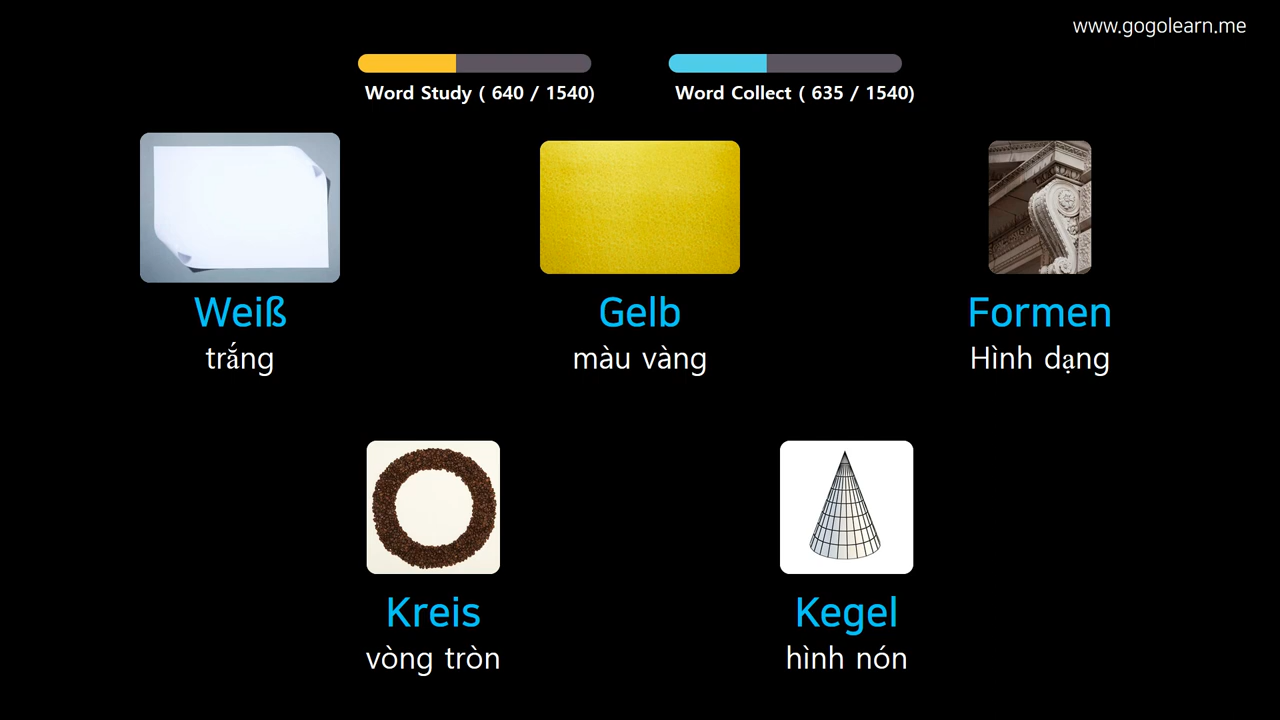 www.gogolearn.me
Word Study ( 640 / 1540)
Word Collect ( 635 / 1540)
Weiß
trắng
Gelb
màu vàng
Formen
Hình dạng
Kreis
vòng tròn
Kegel
hình nón